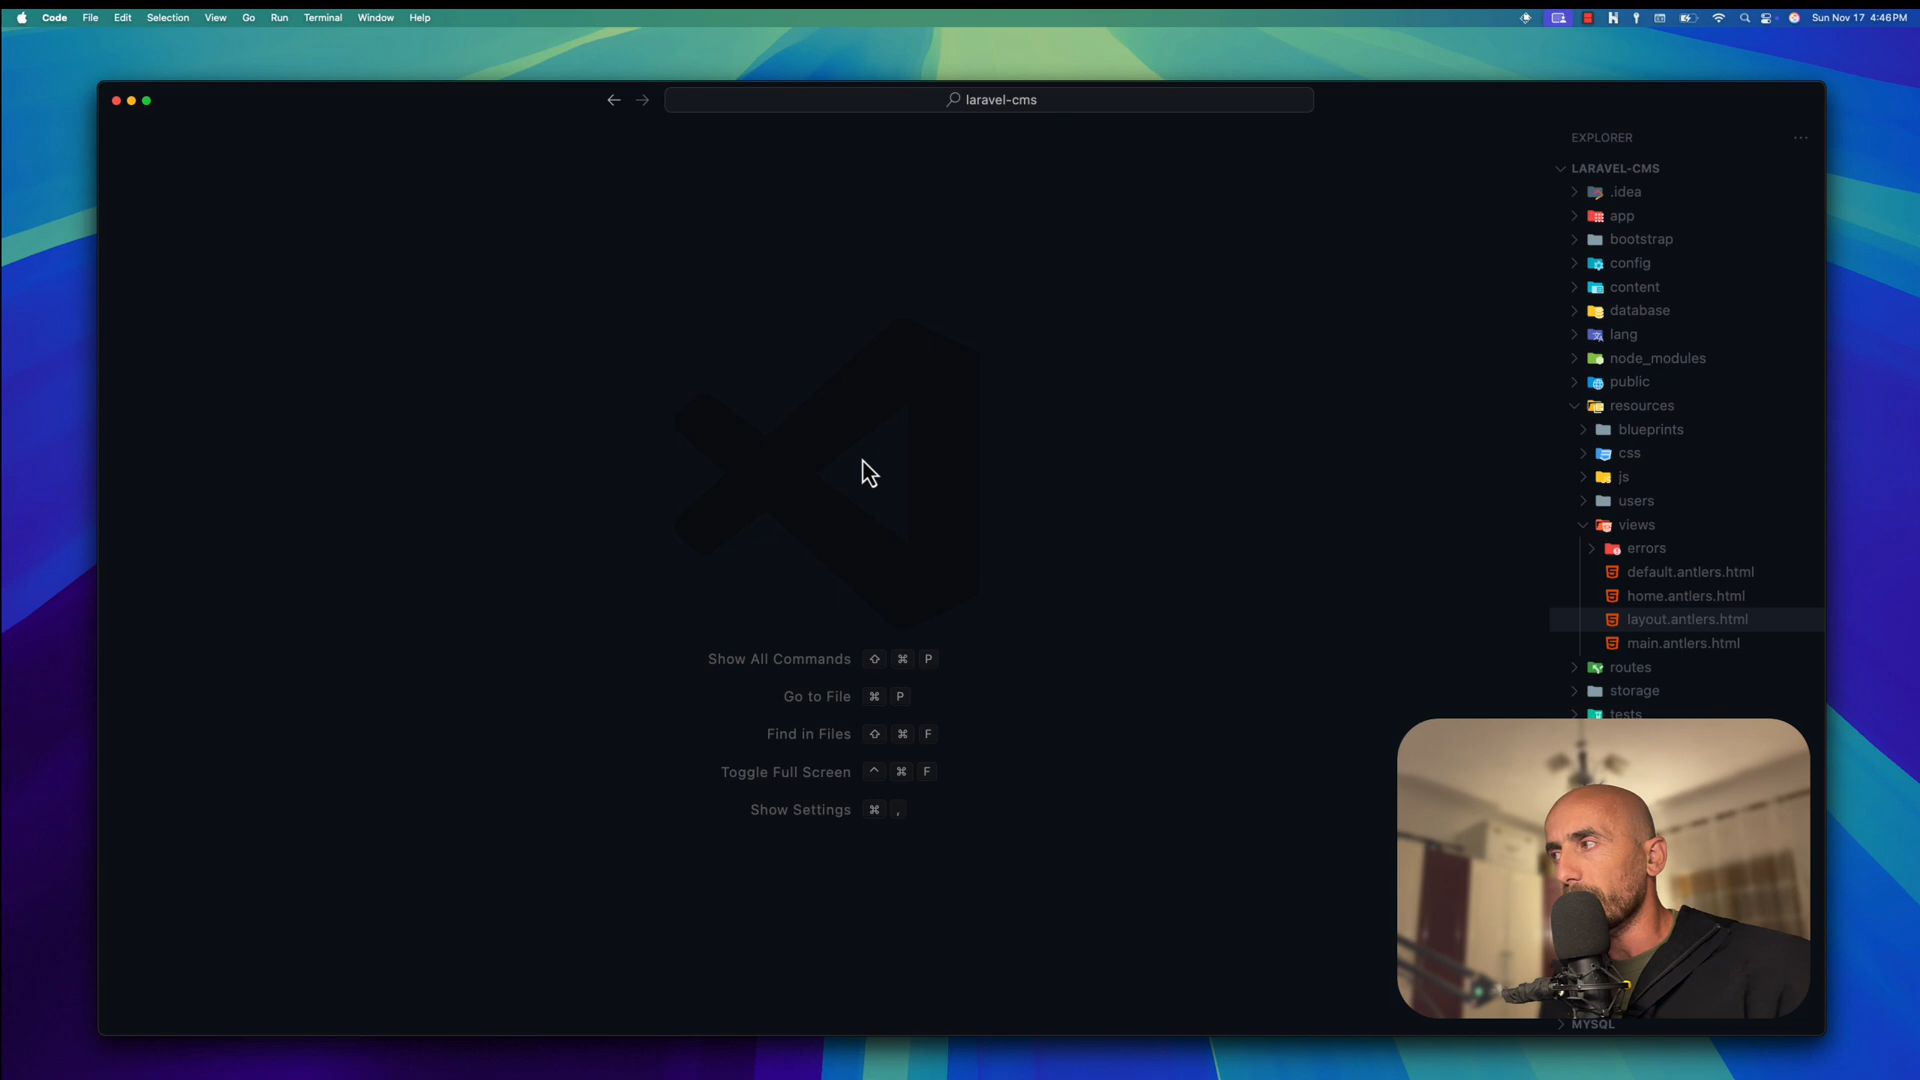 Code File Edit Selection View Go Run Terminal Window Help
Sun Nov 17 4:46PM
laravel-cms
EXPLORER
LARAVEL-CMS
.idea
app
bootstrap
config
content
database
lang
node_modules
public
resources
blueprints
css
js
users
views
errors
default.antlers.html
home.antlers.html
layout.antlers.html
main.antlers.html
routes
storage
tests
MYSQL
Show All Commands ⇧ ⌘ P
Go to File ⌘ P
Find in Files ⇧ ⌘ F
Toggle Full Screen ^ ⌘ F
Show Settings ⌘ ,